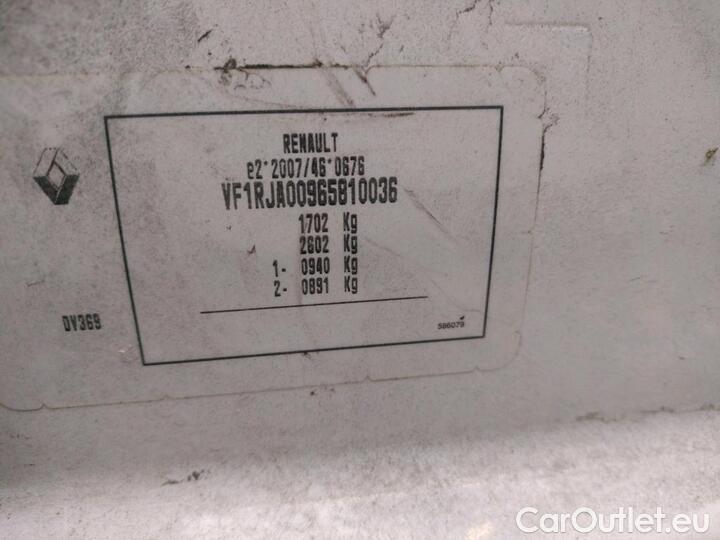 RENAULT
e2*2007/46*0676
VF1RJA00965810036
1702 Kg
2602 Kg
1- 0940 Kg
2- 0891 Kg
DV369
586079
CarOutlet.eu